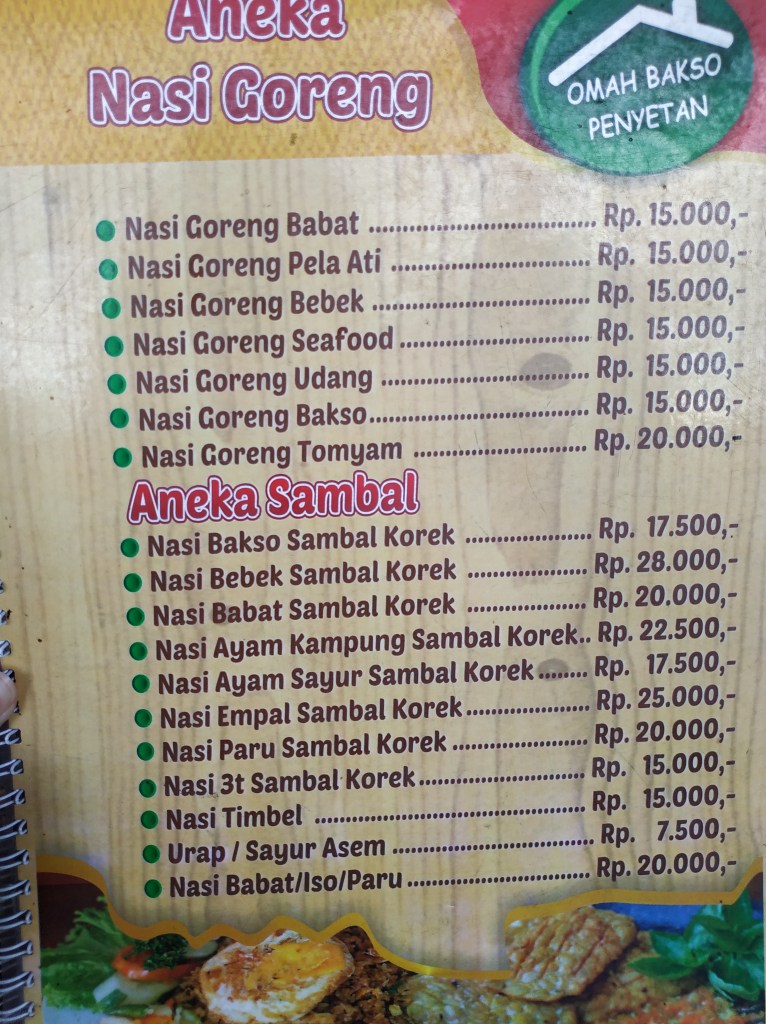 Aneka
Nasi Goreng
OMAH BAKSO
PENYETAN
Nasi Goreng Babat ................................ Rp. 15.000,-
Nasi Goreng Pela Ati ............................ Rp. 15.000,-
Nasi Goreng Bebek ............................... Rp. 15.000,-
Nasi Goreng Seafood ........................... Rp. 15.000,-
Nasi Goreng Udang .............................. Rp. 15.000,-
Nasi Goreng Bakso............................... Rp. 15.000,-
Nasi Goreng Tomyam ......................... Rp. 20.000,-
Aneka Sambal
Nasi Bakso Sambal Korek .................. Rp. 17.500,-
Nasi Bebek Sambal Korek ................. Rp. 28.000,-
Nasi Babat Sambal Korek ................. Rp. 20.000,-
Nasi Ayam Kampung Sambal Korek.. Rp. 22.500,-
Nasi Ayam Sayur Sambal Korek........ Rp. 17.500,-
Nasi Empal Sambal Korek.................. Rp. 25.000,-
Nasi Paru Sambal Korek.................... Rp. 20.000,-
Nasi 3t Sambal Korek........................ Rp. 15.000,-
Nasi Timbel ....................................... Rp. 15.000,-
Urap / Sayur Asem ............................. Rp. 7.500,-
Nasi Babat/Iso/Paru........................... Rp. 20.000,-